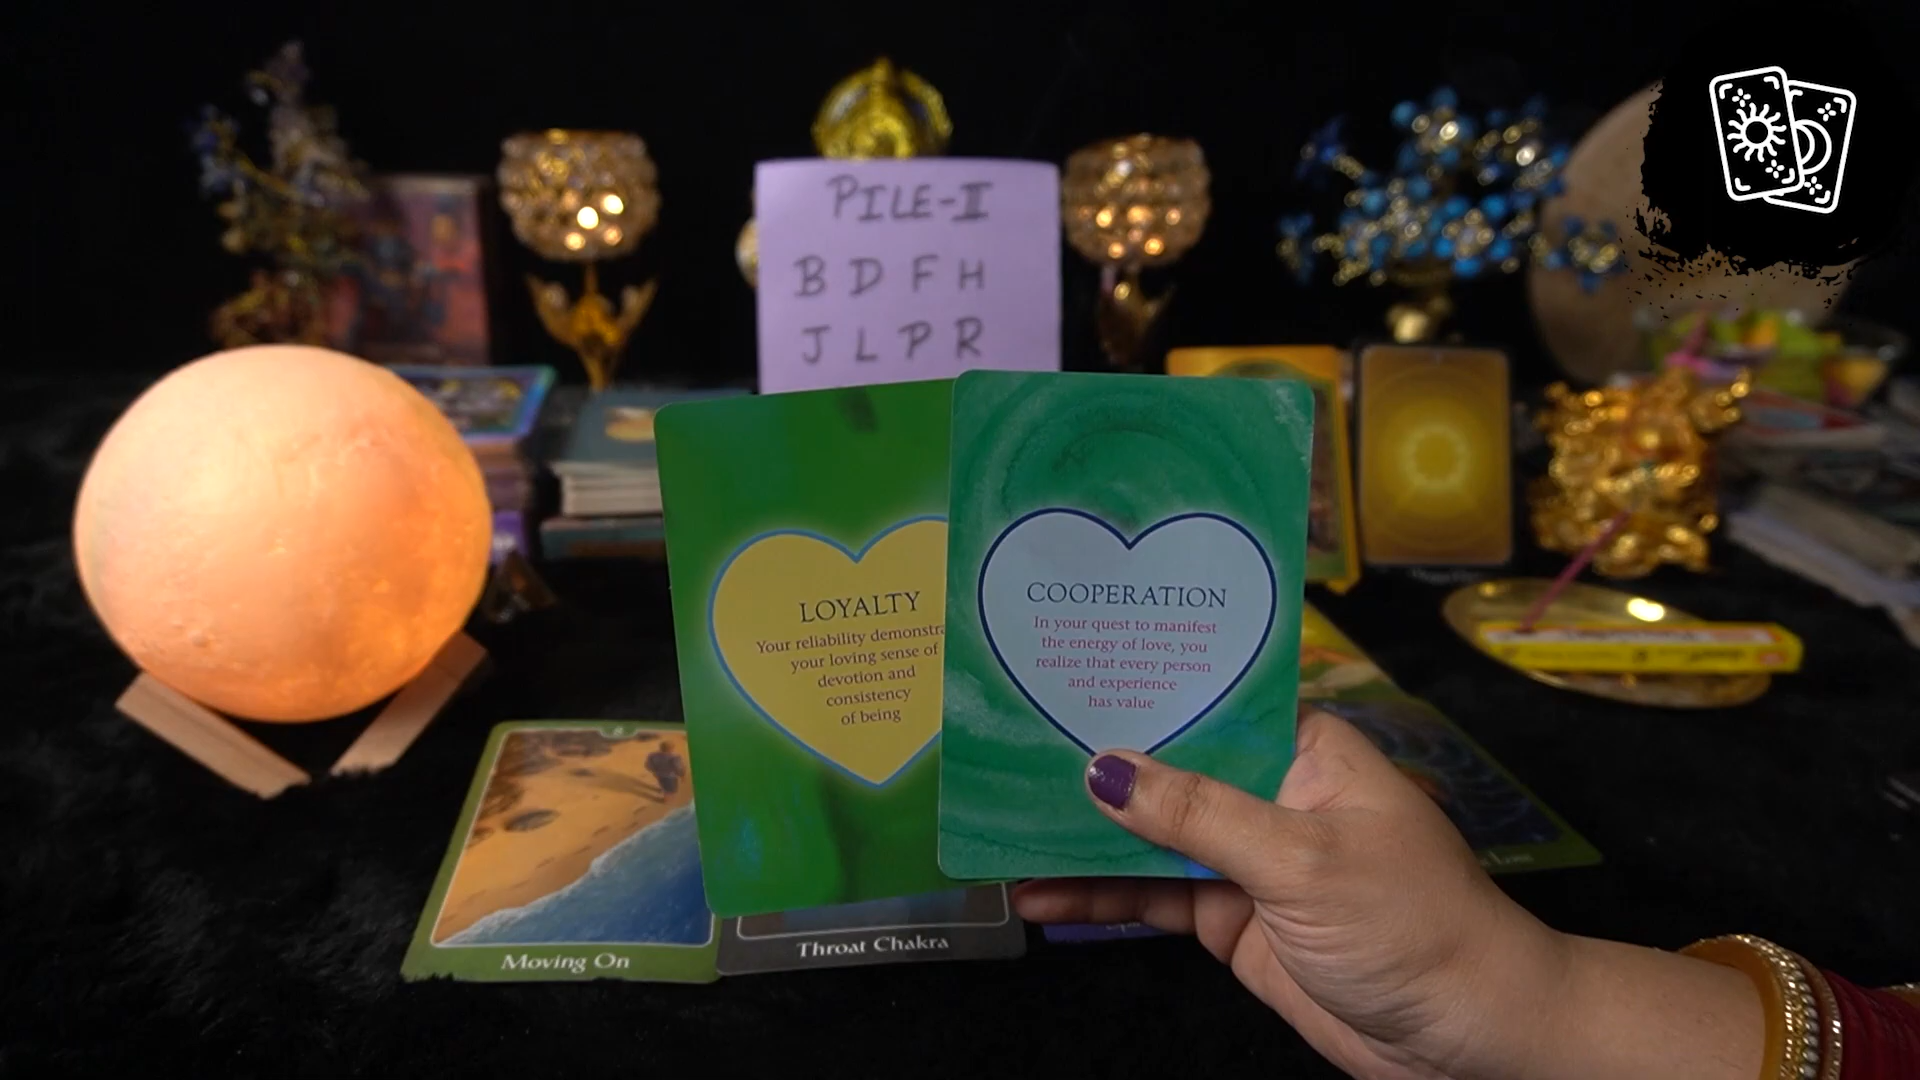 PILE-II
B D F H
J L P R
LOYALTY
Your reliability
your loving sense of
devotion and
consistency
of being
COOPERATION
In your quest to manifest
the energy of love, you
realize that every person
and experience
has value
Moving On
Throat Chakra